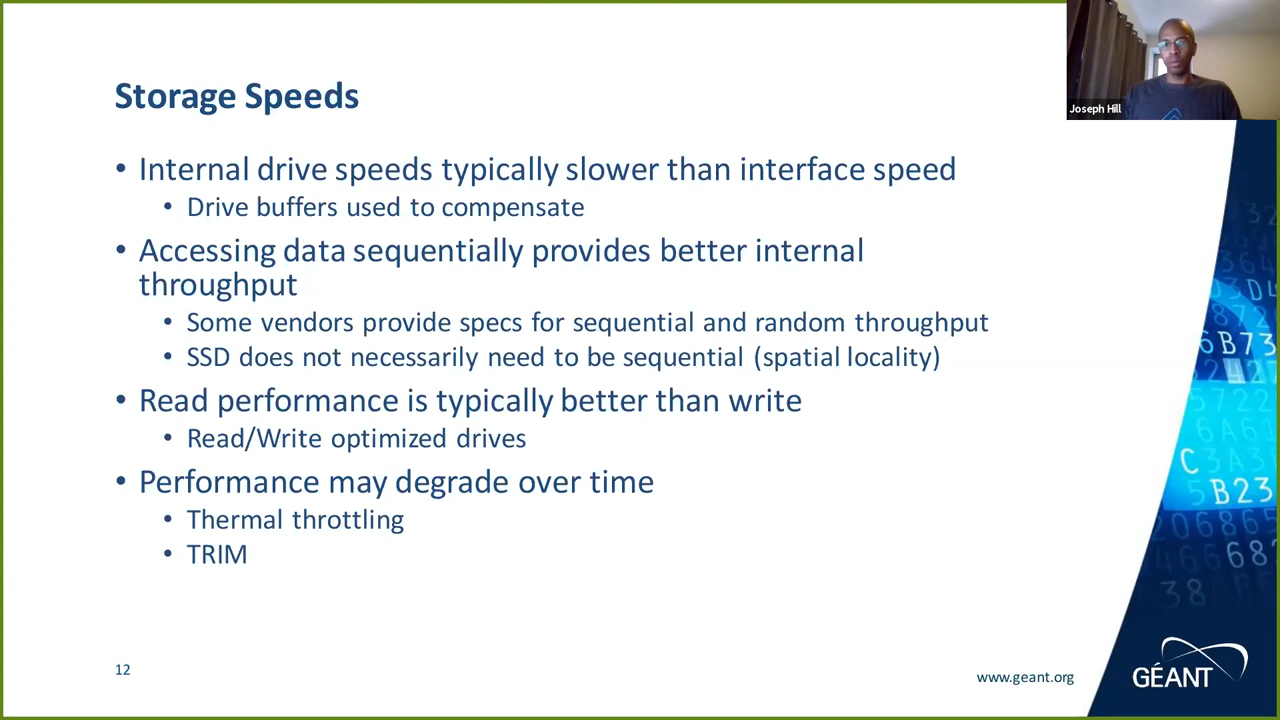 Joseph Hill
Storage Speeds
• Internal drive speeds typically slower than interface speed
• Drive buffers used to compensate
• Accessing data sequentially provides better internal
throughput
• Some vendors provide specs for sequential and random throughput
• SSD does not necessarily need to be sequential (spatial locality)
• Read performance is typically better than write
• Read/Write optimized drives
• Performance may degrade over time
• Thermal throttling
• TRIM
12
www.geant.org
GÉANT